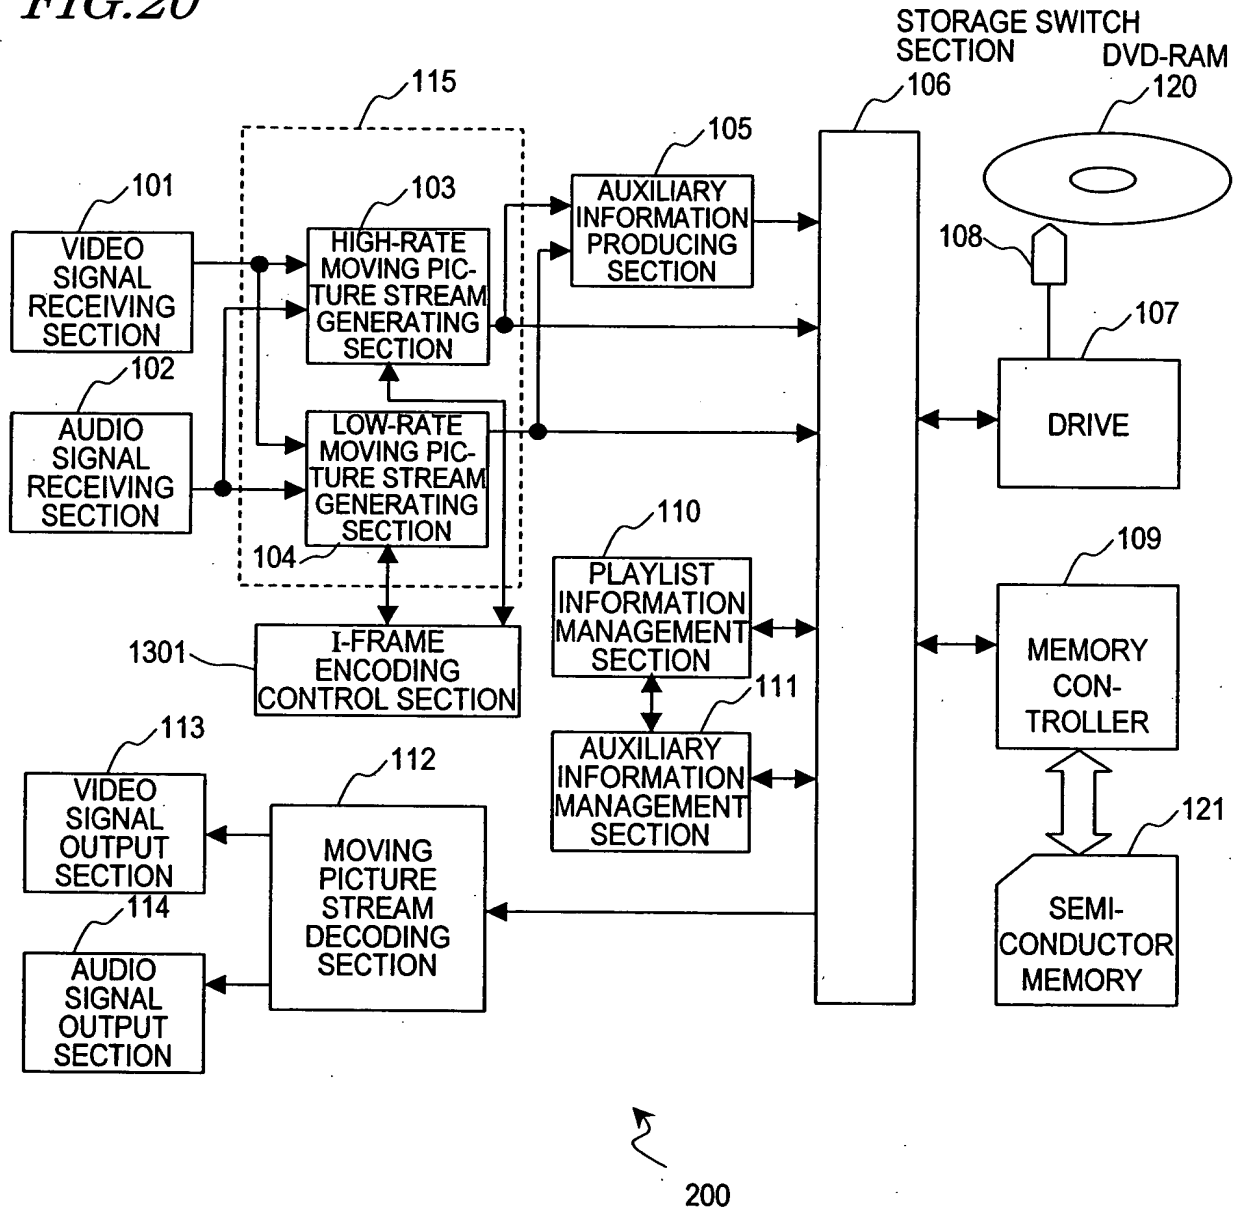 FIG.20
STORAGE SWITCH
SECTION
DVD-RAM
106
120
115
105
101
103
VIDEO
SIGNAL
RECEIVING
SECTION
HIGH-RATE
MOVING PIC-
TURE STREAM
GENERATING
SECTION
AUXILIARY
INFORMATION
PRODUCING
SECTION
108
107
102
AUDIO
SIGNAL
RECEIVING
SECTION
LOW-RATE
MOVING PIC-
TURE STREAM
GENERATING
SECTION
104
DRIVE
110
109
PLAYLIST
INFORMATION
MANAGEMENT
SECTION
1301
I-FRAME
ENCODING
CONTROL SECTION
MEMORY
CON-
TROLLER
111
AUXILIARY
INFORMATION
MANAGEMENT
SECTION
113
112
VIDEO
SIGNAL
OUTPUT
SECTION
MOVING
PICTURE
STREAM
DECODING
SECTION
121
SEMI-
CONDUCTOR
MEMORY
114
AUDIO
SIGNAL
OUTPUT
SECTION
200